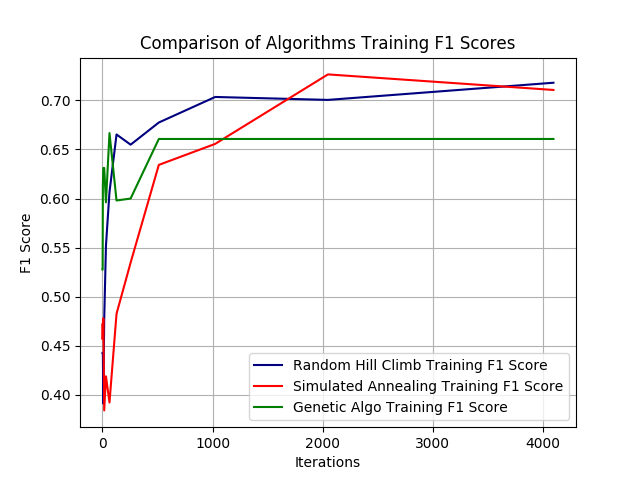 Comparison of Algorithms Training F1 Scores
0.70
0.65
0.60
0.55
0.50
0.45
0.40
F1 Score
Random Hill Climb Training F1 Score
Simulated Annealing Training F1 Score
Genetic Algo Training F1 Score
0 1000 2000 3000 4000
Iterations